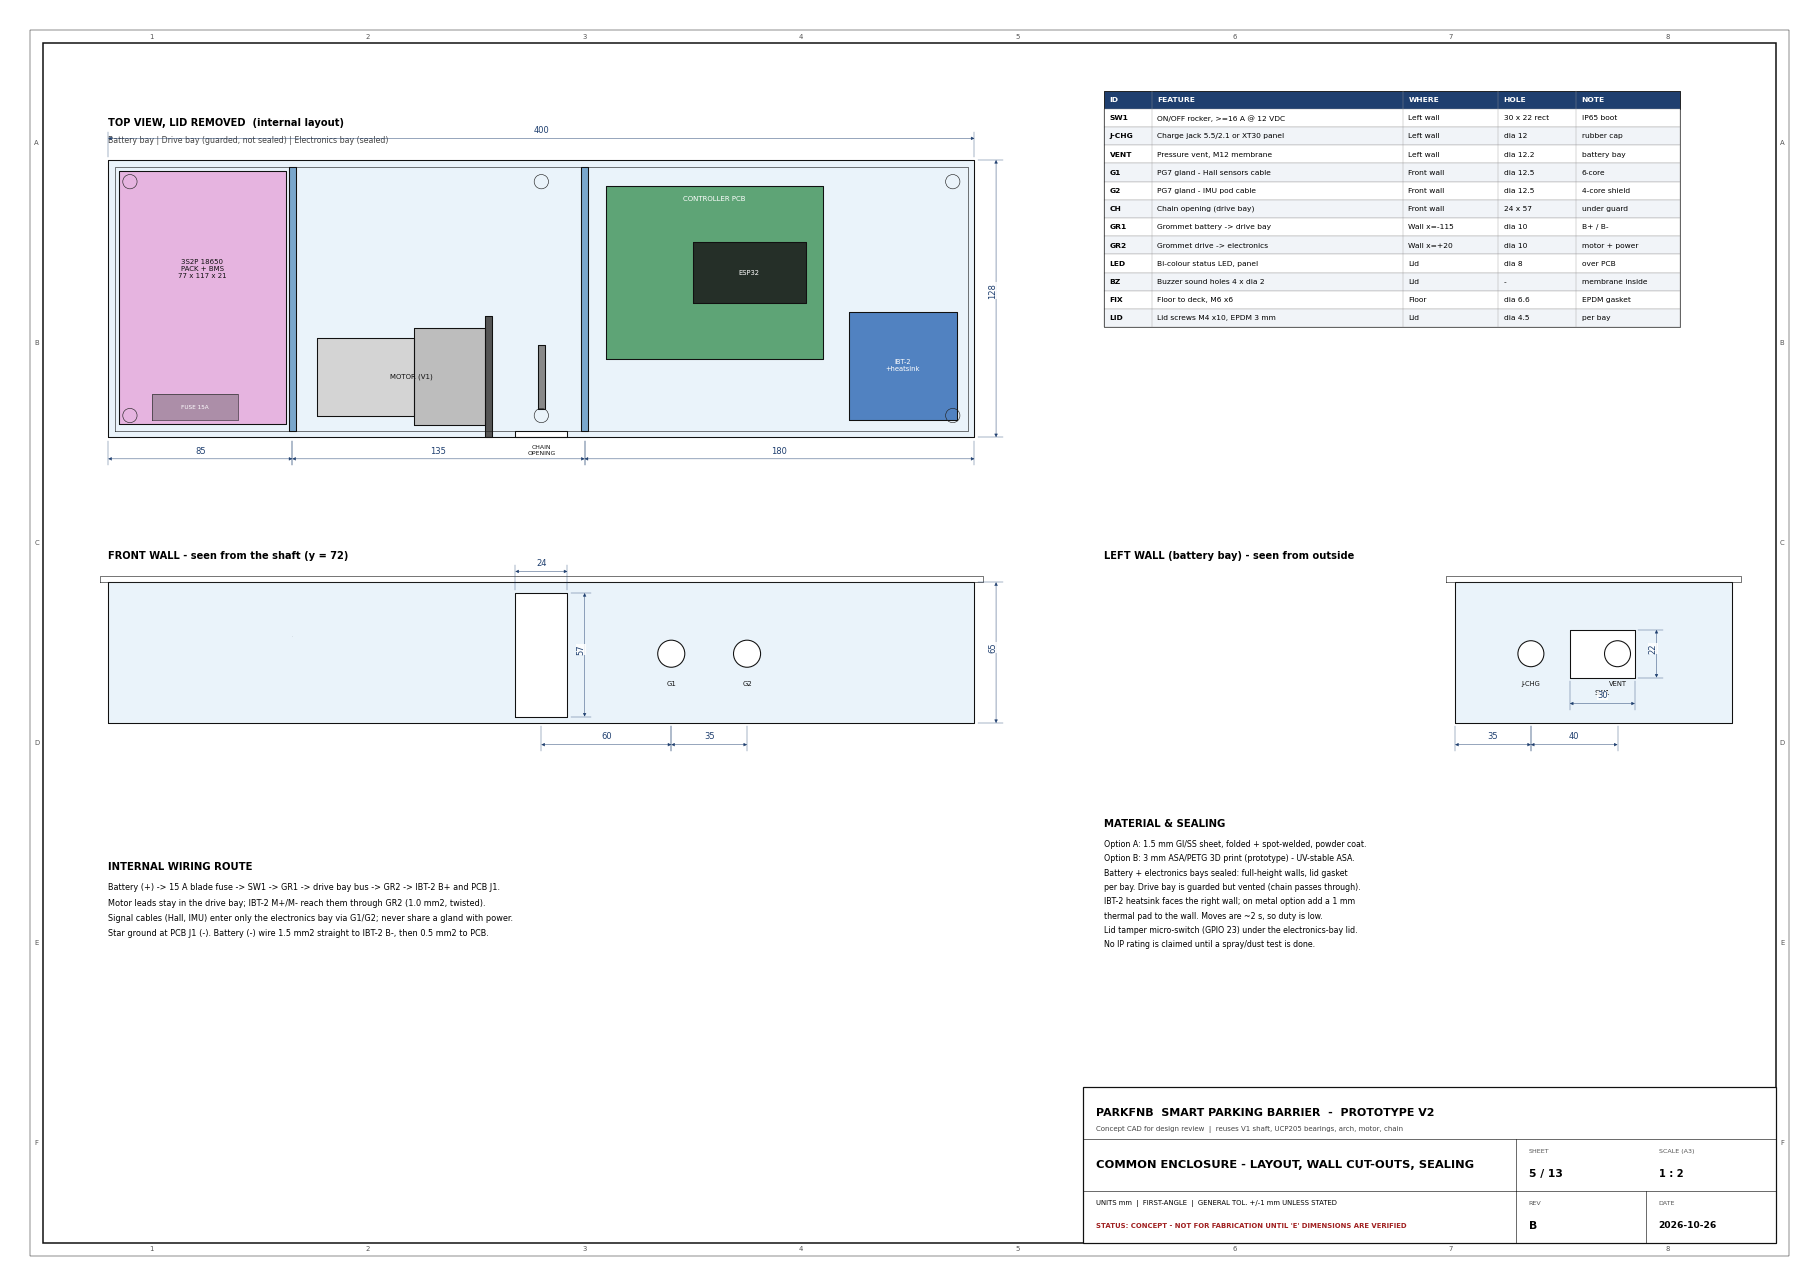 1 2 3 4 5 6 7 8
A A
B B
C C
D D
E E
F F
TOP VIEW, LID REMOVED (internal layout)
Battery bay | Drive bay (guarded, not sealed) | Electronics bay (sealed)
400
3S2P 18650
PACK + BMS
77 x 117 x 21
FUSE 15A
MOTOR (V1)
CONTROLLER PCB
ESP32
IBT-2
+heatsink
128
CHAIN
OPENING
85 135 180
ID FEATURE WHERE HOLE NOTE
SW1 ON/OFF rocker, >=16 A @ 12 VDC Left wall 30 x 22 rect IP65 boot
J-CHG Charge jack 5.5/2.1 or XT30 panel Left wall dia 12 rubber cap
VENT Pressure vent, M12 membrane Left wall dia 12.2 battery bay
G1 PG7 gland - Hall sensors cable Front wall dia 12.5 6-core
G2 PG7 gland - IMU pod cable Front wall dia 12.5 4-core shield
CH Chain opening (drive bay) Front wall 24 x 57 under guard
GR1 Grommet battery -> drive bay Wall x=-115 dia 10 B+ / B-
GR2 Grommet drive -> electronics Wall x=+20 dia 10 motor + power
LED Bi-colour status LED, panel Lid dia 8 over PCB
BZ Buzzer sound holes 4 x dia 2 Lid - membrane inside
FIX Floor to deck, M6 x6 Floor dia 6.6 EPDM gasket
LID Lid screws M4 x10, EPDM 3 mm Lid dia 4.5 per bay
FRONT WALL - seen from the shaft (y = 72)
24
57
G1 G2
65
60 35
LEFT WALL (battery bay) - seen from outside
J-CHG VENT
22
30
35 40
INTERNAL WIRING ROUTE
Battery (+) -> 15 A blade fuse -> SW1 -> GR1 -> drive bay bus -> GR2 -> IBT-2 B+ and PCB J1.
Motor leads stay in the drive bay; IBT-2 M+/M- reach them through GR2 (1.0 mm2, twisted).
Signal cables (Hall, IMU) enter only the electronics bay via G1/G2; never share a gland with power.
Star ground at PCB J1 (-). Battery (-) wire 1.5 mm2 straight to IBT-2 B-, then 0.5 mm2 to PCB.
MATERIAL & SEALING
Option A: 1.5 mm GI/SS sheet, folded + spot-welded, powder coat.
Option B: 3 mm ASA/PETG 3D print (prototype) - UV-stable ASA.
Battery + electronics bays sealed: full-height walls, lid gasket
per bay. Drive bay is guarded but vented (chain passes through).
IBT-2 heatsink faces the right wall; on metal option add a 1 mm
thermal pad to the wall. Moves are ~2 s, so duty is low.
Lid tamper micro-switch (GPIO 23) under the electronics-bay lid.
No IP rating is claimed until a spray/dust test is done.
PARKFNB SMART PARKING BARRIER - PROTOTYPE V2
Concept CAD for design review | reuses V1 shaft, UCP205 bearings, arch, motor, chain
COMMON ENCLOSURE - LAYOUT, WALL CUT-OUTS, SEALING
SHEET
5 / 13
SCALE (A3)
1 : 2
UNITS mm | FIRST-ANGLE | GENERAL TOL. +/-1 mm UNLESS STATED
STATUS: CONCEPT - NOT FOR FABRICATION UNTIL 'E' DIMENSIONS ARE VERIFIED
REV
B
DATE
2026-10-26
1 2 3 4 5 6 7 8